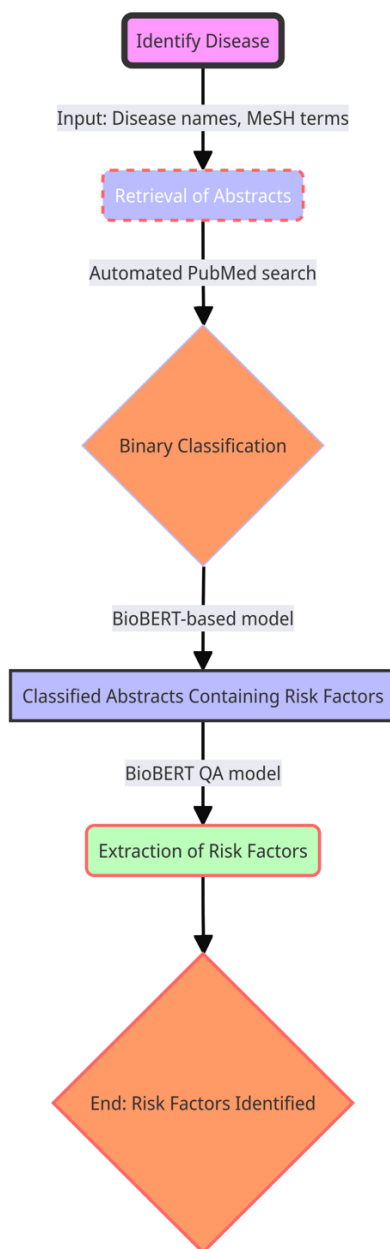 Identify Disease
Input: Disease names, MeSH terms
Retrieval of Abstracts
Automated PubMed search
Binary Classification
BioBERT-based model
Classified Abstracts Containing Risk Factors
BioBERT QA model
Extraction of Risk Factors
End: Risk Factors Identified